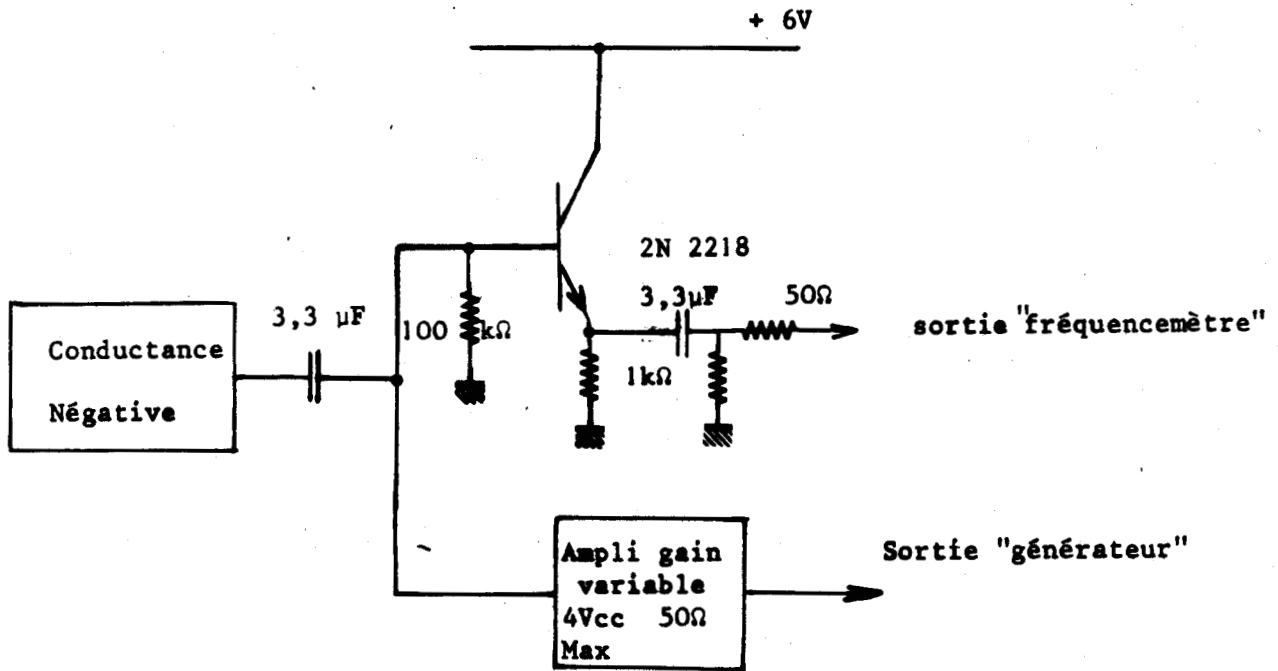 + 6V
2N 2218
3,3 µF
3,3µF
50Ω
100 kΩ
sortie "fréquencemètre"
Conductance
Négative
1kΩ
Ampli gain
variable
4Vcc 50Ω
Max
Sortie "générateur"